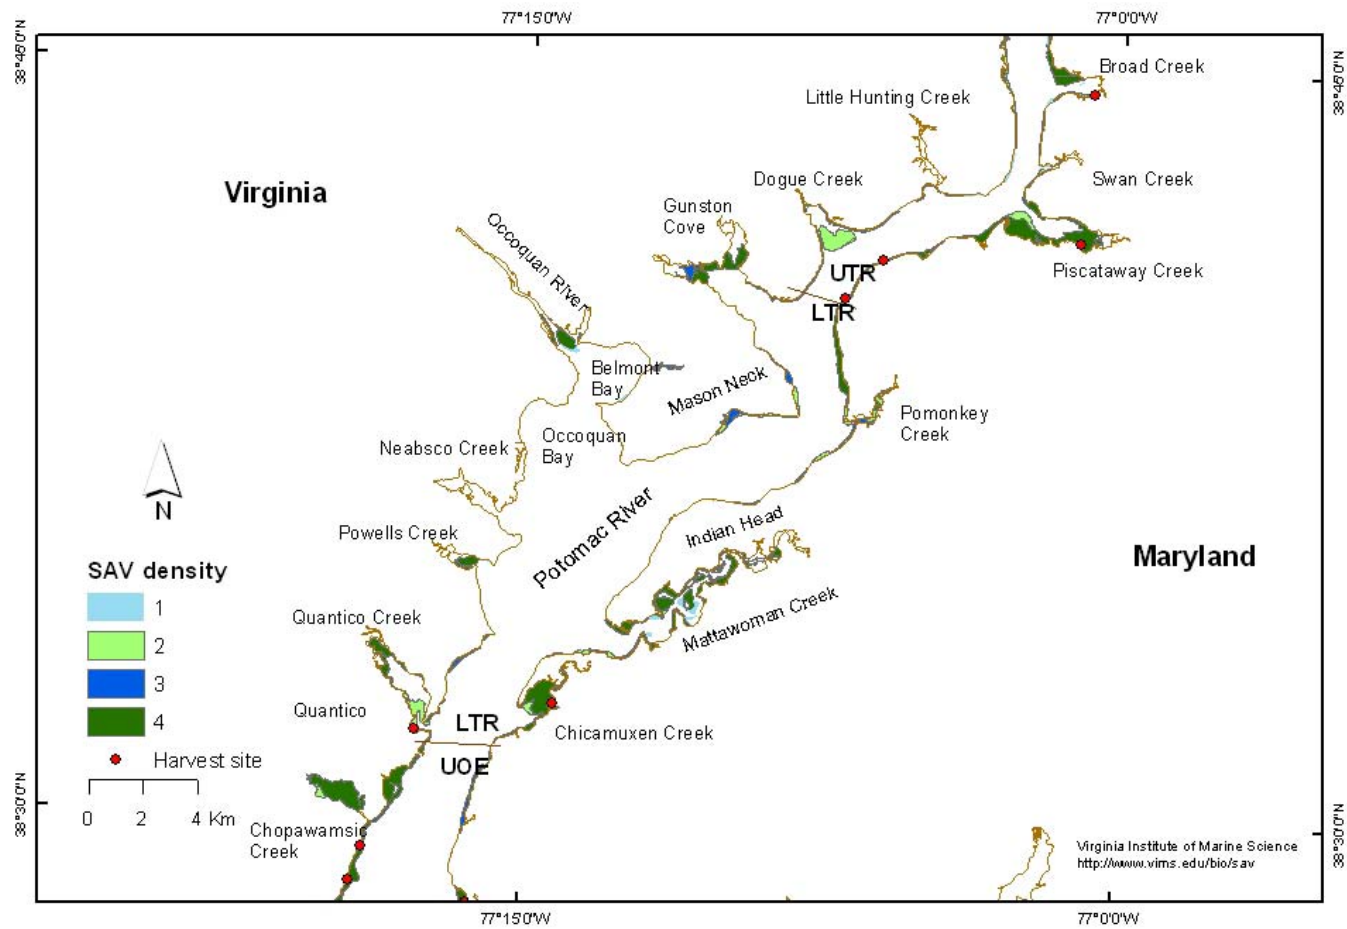 77°15'0"W
77°0'0"W
38°45'0"N
38°45'0"N
Broad Creek
Little Hunting Creek
Virginia
Dogue Creek
Swan Creek
Gunston
Cove
Occoquan River
UTR
Piscataway Creek
LTR
Belmont
Bay
Mason Neck
Pomonkey
Creek
Neabsco Creek
Occoquan
Bay
N
Potomac River
Indian Head
Powells Creek
Maryland
SAV density
1
2
3
4
Harvest site
0 2 4 Km
Quantico Creek
Mattawoman Creek
Quantico
LTR
Chicamuxen Creek
UOE
38°30'0"N
38°30'0"N
Chopawamsic
Creek
Virginia Institute of Marine Science
http://www.vims.edu/bio/sav
77°15'0"W
77°0'0"W